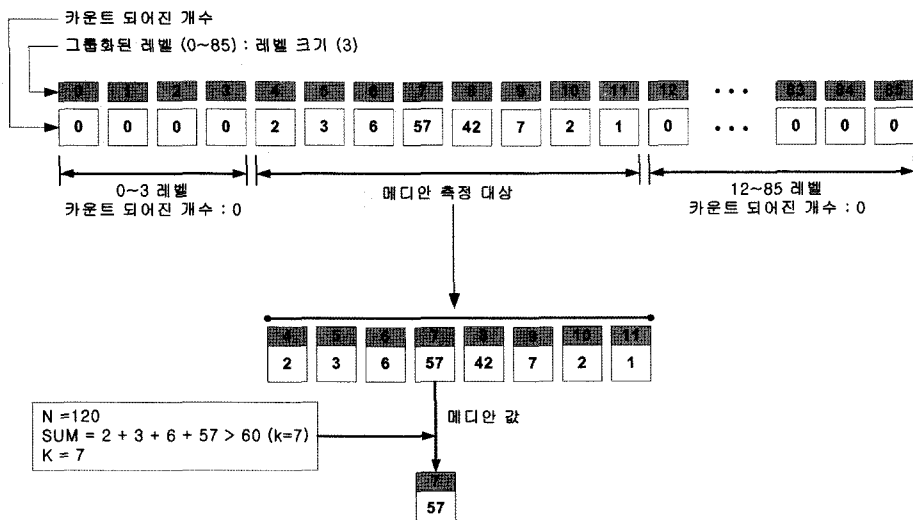 카운트 되어진 개수
그룹화된 레벨 (0~85) : 레벨 크기 (3)
0 1 2 3 4 5 6 7 8 9 10 11 12 ••• 83 84 85
0 0 0 0 2 3 6 57 42 7 2 1 0 ••• 0 0 0
0~3 레벨
카운트 되어진 개수 : 0
메디안 측정 대상
12~85 레벨
카운트 되어진 개수 : 0
4 5 6 7 8 9 10 11
2 3 6 57 42 7 2 1
N =120
SUM = 2 + 3 + 6 + 57 > 60 (k=7)
K = 7
메디안 값
7
57